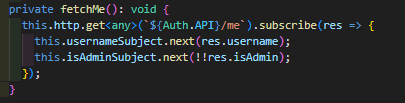 private fetchMe(): void {
  this.http.get<any>(`${Auth.API}/me`).subscribe(res => {
    this.usernameSubject.next(res.username);
    this.isAdminSubject.next(!!res.isAdmin);
  });
}